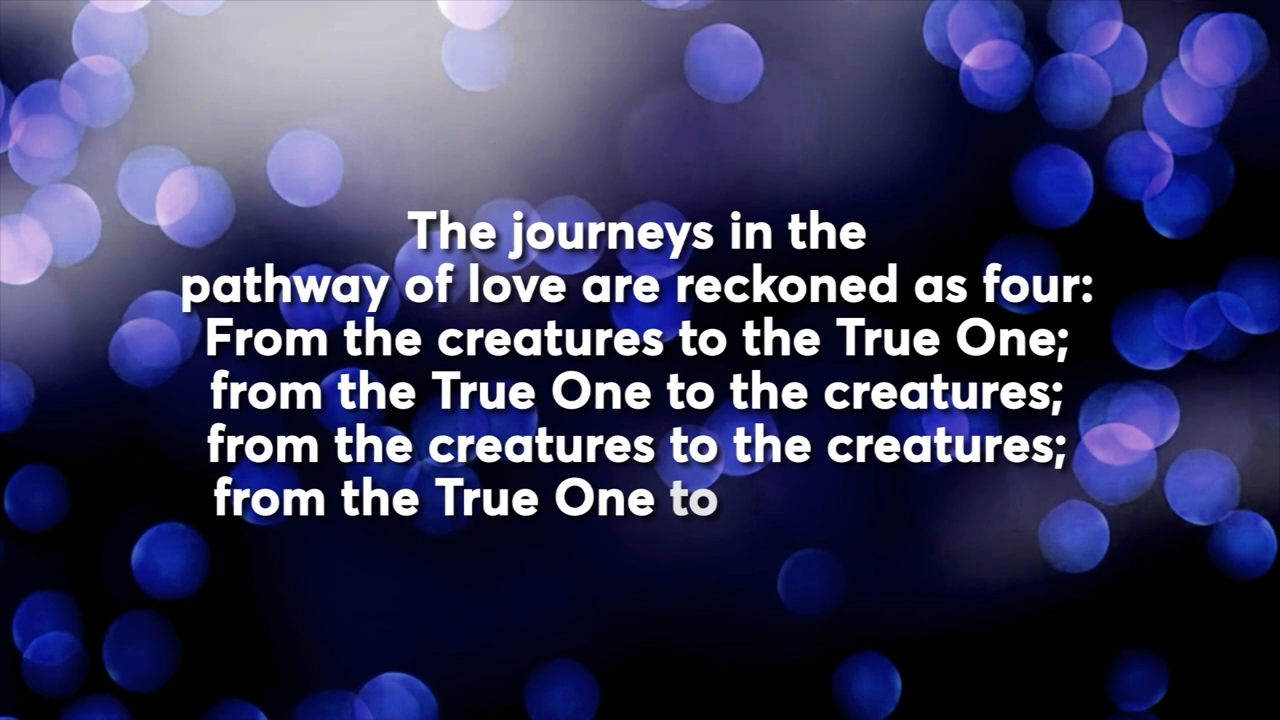 The journeys in the
pathway of love are reckoned as four:
From the creatures to the True One;
from the True One to the creatures;
from the creatures to the creatures;
from the True One to